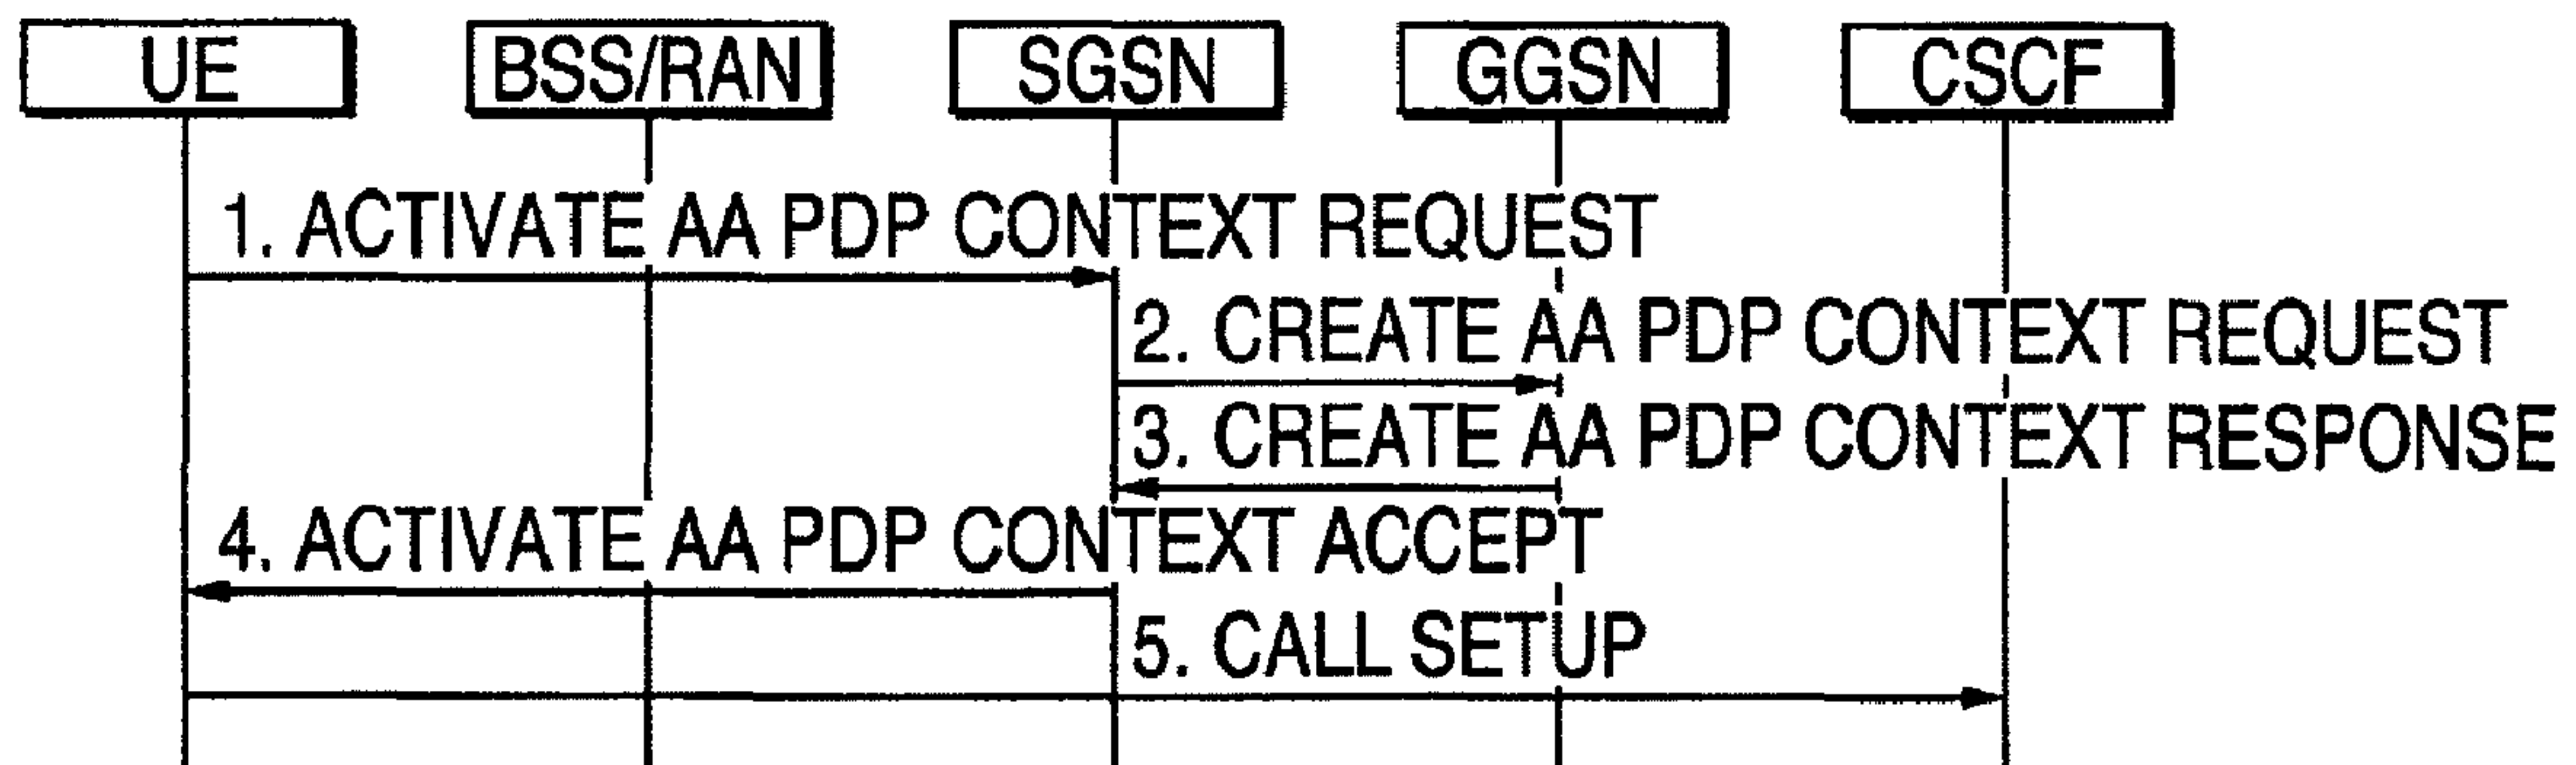 UE BSS/RAN SGSN GGSN CSCF
1. ACTIVATE AA PDP CONTEXT REQUEST
2. CREATE AA PDP CONTEXT REQUEST
3. CREATE AA PDP CONTEXT RESPONSE
4. ACTIVATE AA PDP CONTEXT ACCEPT
5. CALL SETUP